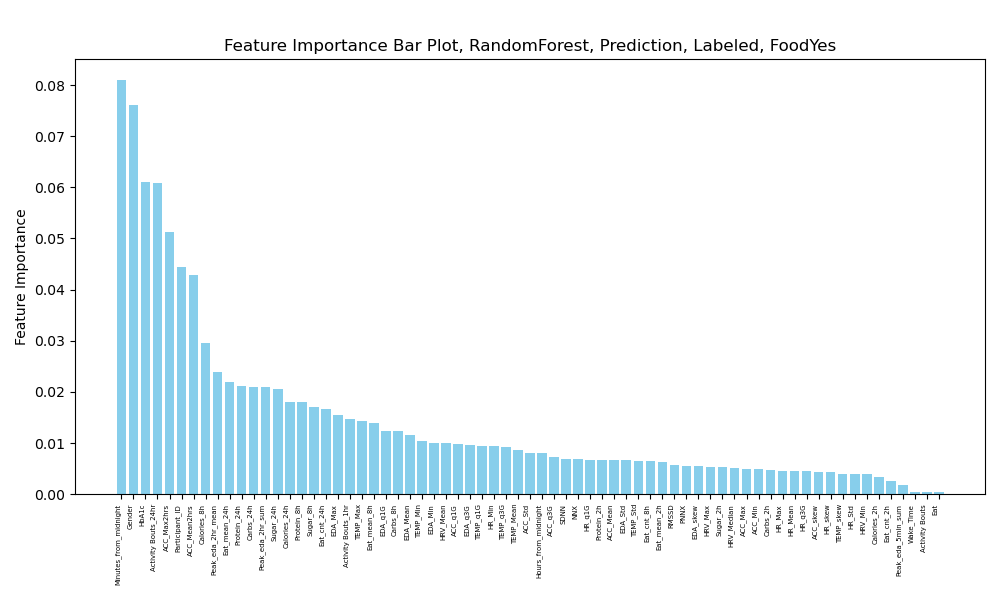 Feature Importance Bar Plot, RandomForest, Prediction, Labeled, FoodYes
Feature Importance
0.08
0.07
0.06
0.05
0.04
0.03
0.02
0.01
0.00
Minutes_from_midnight
Gender
HbA1c
Activity Bouts_24hr
ACC_Max2hrs
Participant_ID
ACC_Mean2hrs
Calories_8h
Peak_eda_2hr_mean
Eat_mean_24h
Protein_24h
Carbs_24h
Peak_eda_2hr_sum
Sugar_24h
Calories_24h
Protein_8h
Sugar_8h
Eat_cnt_24h
EDA_Max
Activity Bouts_1hr
TEMP_Max
Eat_mean_8h
EDA_q1G
Carbs_8h
EDA_Mean
TEMP_Min
EDA_Min
HRV_Mean
ACC_q1G
EDA_q3G
TEMP_q1G
HR_Min
TEMP_q3G
TEMP_Mean
ACC_Std
Hours_from_midnight
ACC_q3G
SDNN
NNX
HR_q1G
Protein_2h
ACC_Mean
EDA_Std
TEMP_Std
Eat_cnt_8h
Eat_mean_2h
RMSSD
PNNX
EDA_skew
HRV_Max
Sugar_2h
HRV_Median
ACC_Max
ACC_Min
Carbs_2h
HR_Max
HR_Mean
HR_q3G
ACC_skew
HR_skew
TEMP_skew
HR_Std
HRV_Min
Calories_2h
Eat_cnt_2h
Peak_eda_5min_sum
Wake_Time
Activity Bouts
Eat